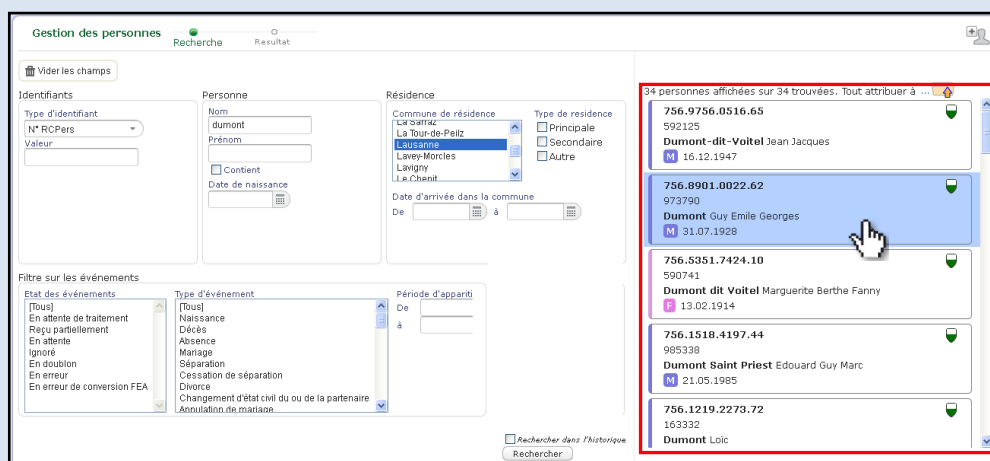 Gestion des personnes
Recherche
Resultat
Vider les champs
Identifiants
Type d'identifiant
N° RCPers
Valeur
Personne
Nom
dumont
Prénom
Contient
Date de naissance
Résidence
Commune de résidence
La Sarraz
La Tour-de-Peilz
Lausanne
Lavey-Morcles
Lavigny
Le Chenit
Type de residence
Principale
Secondaire
Autre
Date d'arrivée dans la commune
De
à
Filtre sur les événements
Etat des événements
[Tous]
En attente de traitement
Reçu partiellement
En attente
Ignoré
En doublon
En erreur
En erreur de conversion FEA
Type d'événement
[Tous]
Naissance
Décès
Absence
Mariage
Séparation
Cessation de séparation
Divorce
Changement d'état civil du ou de la partenaire
Annulation de mariage
Période d'appariti
De
à
Rechercher dans l'historique
Rechercher
34 personnes affichées sur 34 trouvées. Tout attribuer à ...
756.9756.0516.65
592125
Dumont-dit-Voitel Jean Jacques
M 16.12.1947
756.8901.0022.62
973790
Dumont Guy Emile Georges
M 31.07.1928
756.5351.7424.10
590741
Dumont dit Voitel Marguerite Berthe Fanny
F 13.02.1914
756.1518.4197.44
985338
Dumont Saint Priest Edouard Guy Marc
M 21.05.1985
756.1219.2273.72
163332
Dumont Loïc